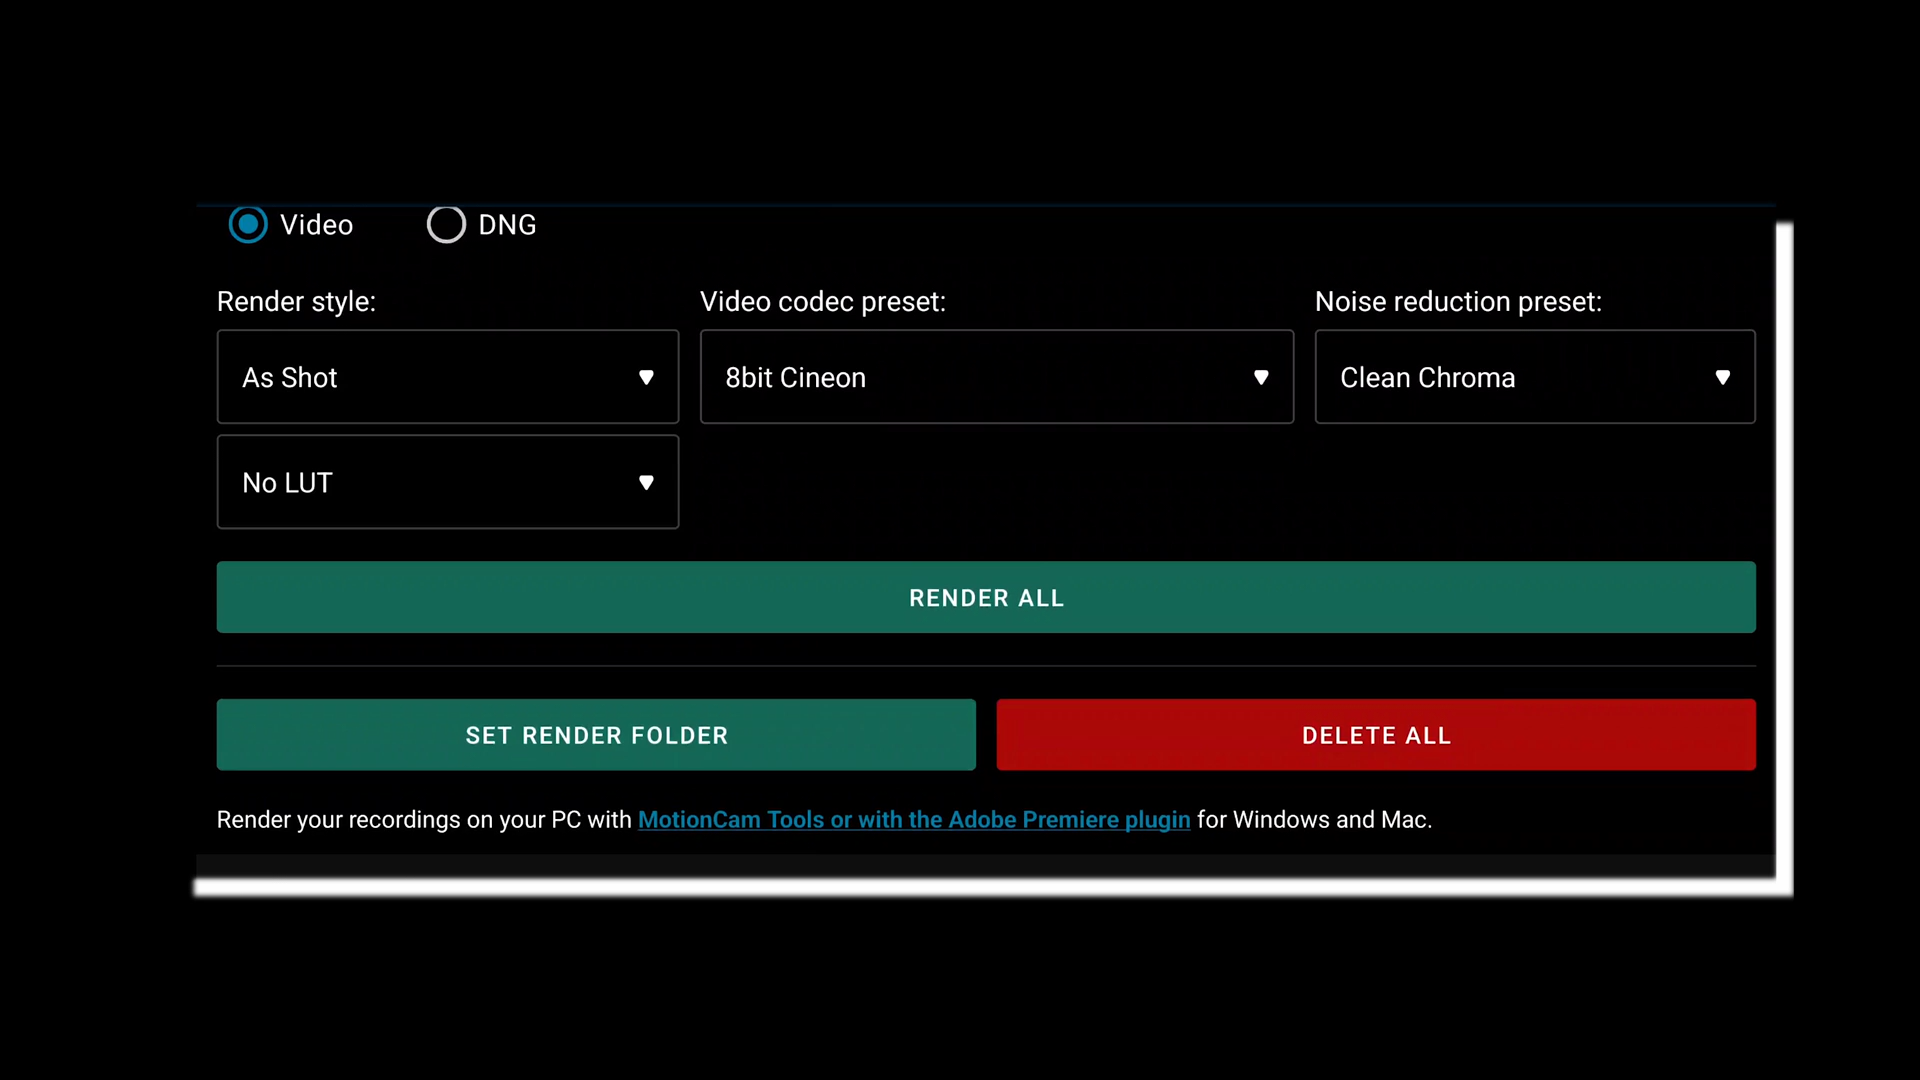 Video DNG
Render style: Video codec preset: Noise reduction preset:
As Shot 8bit Cineon Clean Chroma
No LUT
RENDER ALL
SET RENDER FOLDER DELETE ALL
Render your recordings on your PC with MotionCam Tools or with the Adobe Premiere plugin for Windows and Mac.